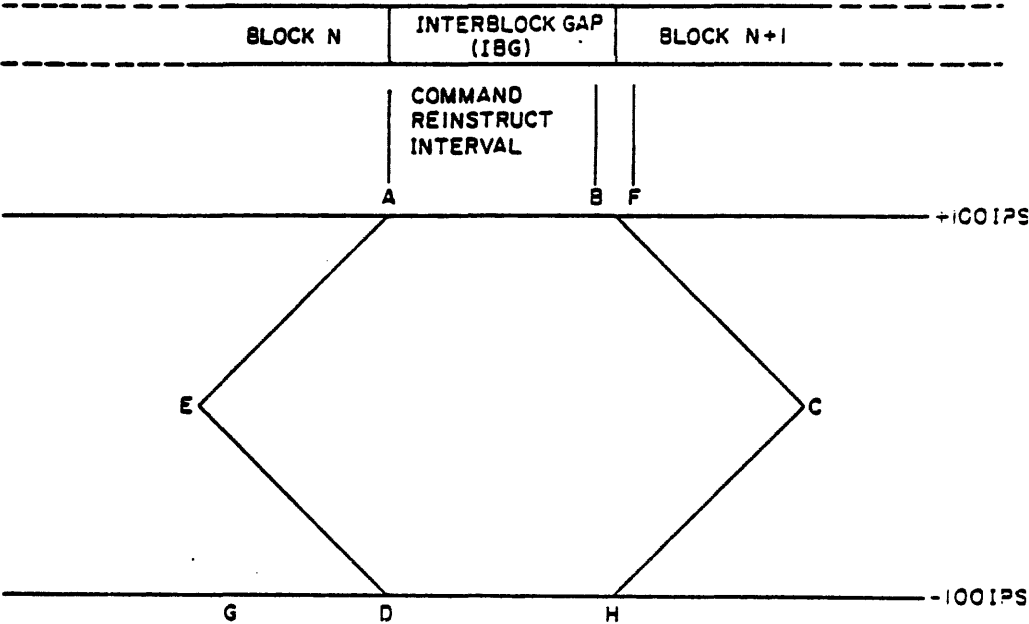 BLOCK N
INTERBLOCK GAP
(IBG)
BLOCK N+1
COMMAND
REINSTRUCT
INTERVAL
A
B
F
+100IPS
E
C
-100IPS
G
D
H